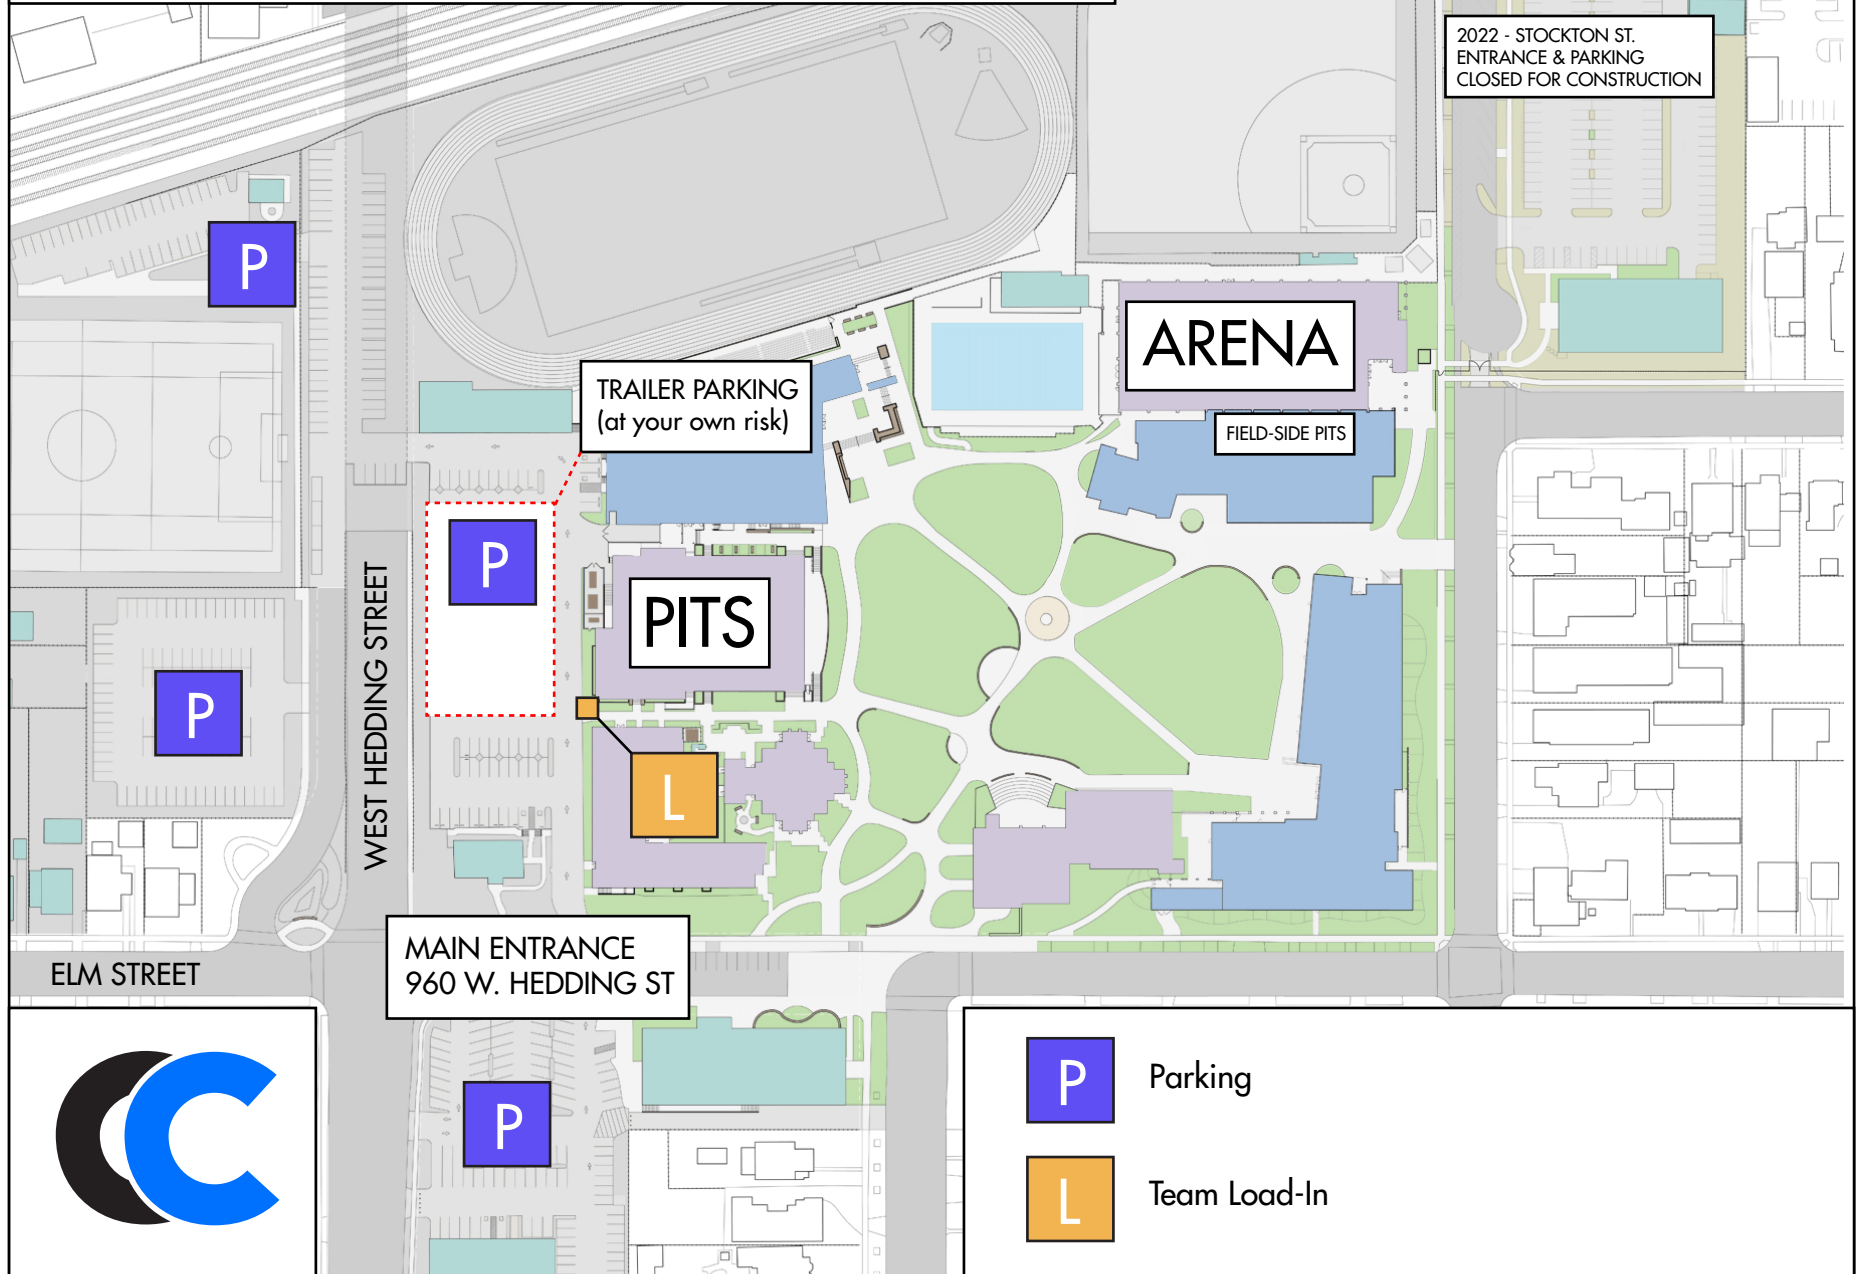 2022 - STOCKTON ST.
ENTRANCE & PARKING
CLOSED FOR CONSTRUCTION
P
ARENA
TRAILER PARKING
(at your own risk)
FIELD-SIDE PITS
P
PITS
WEST HEDDING STREET
P
L
MAIN ENTRANCE
960 W. HEDDING ST
ELM STREET
CC
P
P Parking
L Team Load-In